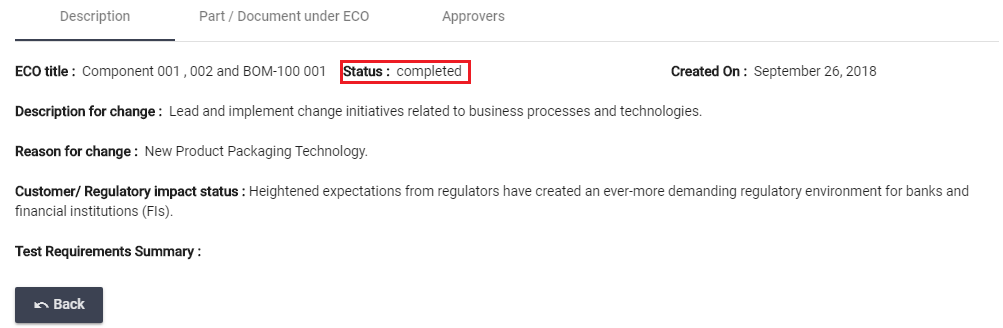 Description Part / Document under ECO Approvers
ECO title : Component 001 , 002 and BOM-100 001 Status : completed Created On : September 26, 2018
Description for change : Lead and implement change initiatives related to business processes and technologies.
Reason for change : New Product Packaging Technology.
Customer/ Regulatory impact status : Heightened expectations from regulators have created an ever-more demanding regulatory environment for banks and
financial institutions (FIs).
Test Requirements Summary :
Back